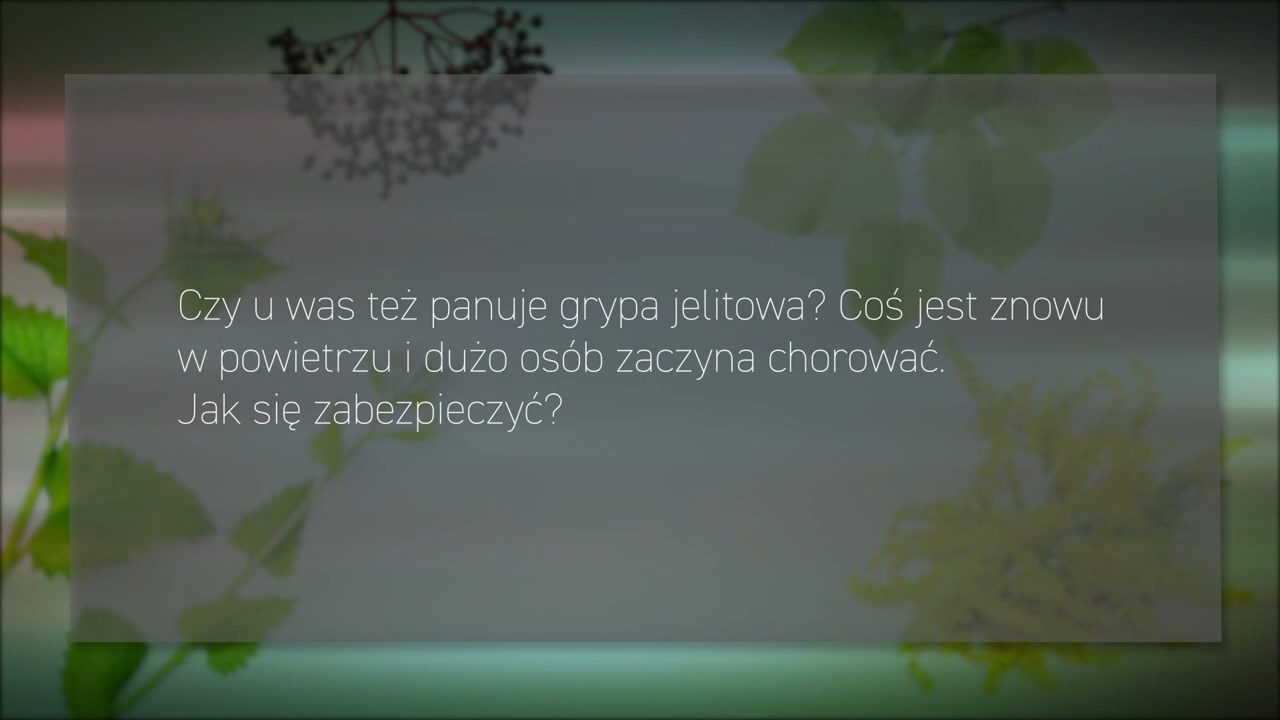 Czy u was też panuje grypa jelitowa? Coś jest znowu
w powietrzu i dużo osób zaczyna chorować.
Jak się zabezpieczyć?